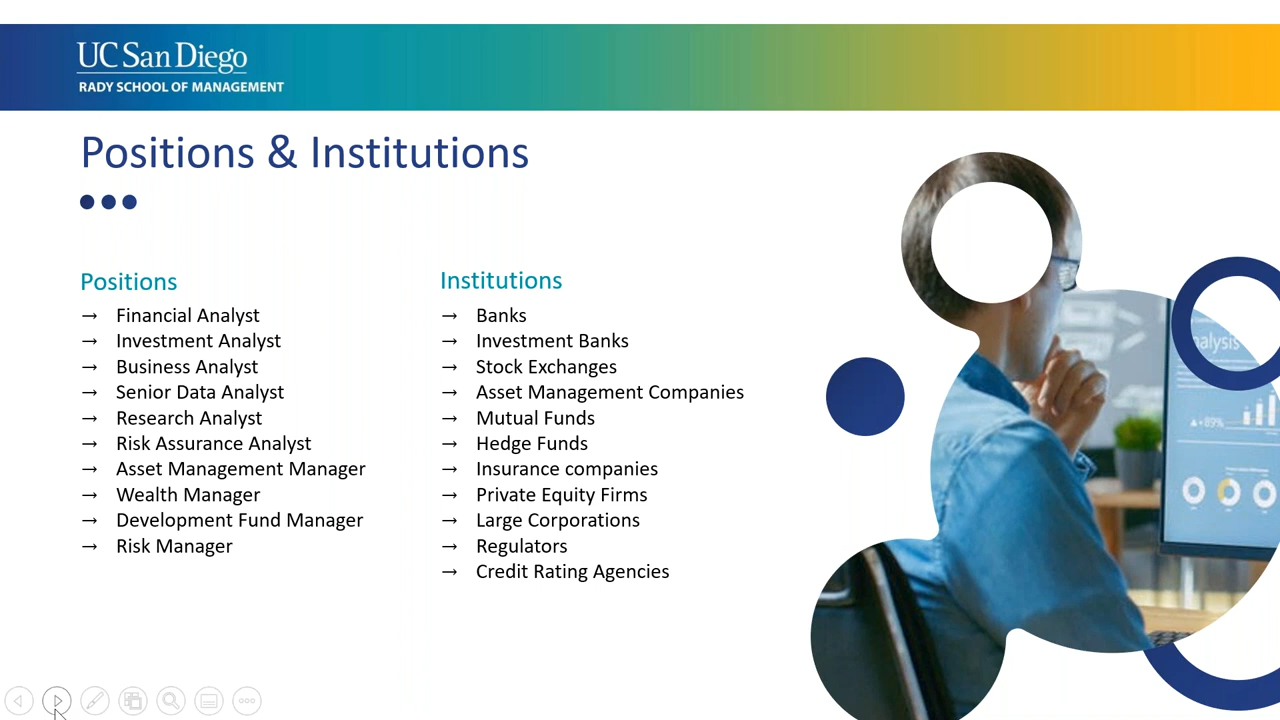 UC San Diego
RADY SCHOOL OF MANAGEMENT
Positions & Institutions
Positions
→ Financial Analyst
→ Investment Analyst
→ Business Analyst
→ Senior Data Analyst
→ Research Analyst
→ Risk Assurance Analyst
→ Asset Management Manager
→ Wealth Manager
→ Development Fund Manager
→ Risk Manager
Institutions
→ Banks
→ Investment Banks
→ Stock Exchanges
→ Asset Management Companies
→ Mutual Funds
→ Hedge Funds
→ Insurance companies
→ Private Equity Firms
→ Large Corporations
→ Regulators
→ Credit Rating Agencies
nalysis
▲+89%